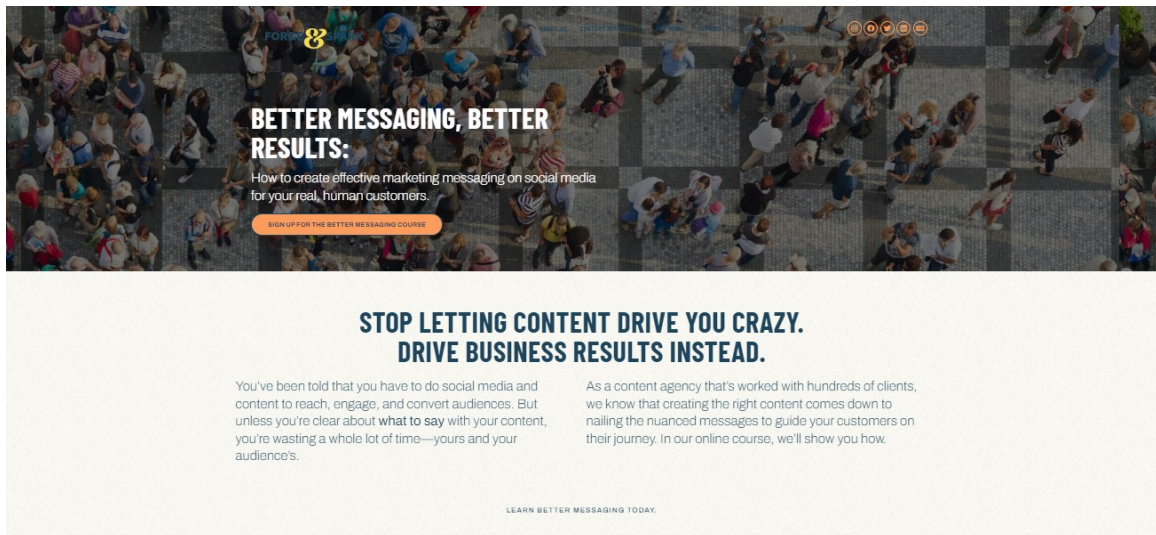 FORGE & SPARK
BETTER MESSAGING, BETTER
RESULTS:
How to create effective marketing messaging on social media
for your real, human customers.
SIGN UP FOR THE BETTER MESSAGING COURSE
STOP LETTING CONTENT DRIVE YOU CRAZY.
DRIVE BUSINESS RESULTS INSTEAD.
You've been told that you have to do social media and
content to reach, engage, and convert audiences. But
unless you're clear about what to say with your content,
you're wasting a whole lot of time—yours and your
audience's.
As a content agency that's worked with hundreds of clients,
we know that creating the right content comes down to
nailing the nuanced messages to guide your customers on
their journey. In our online course, we'll show you how.
LEARN BETTER MESSAGING TODAY.